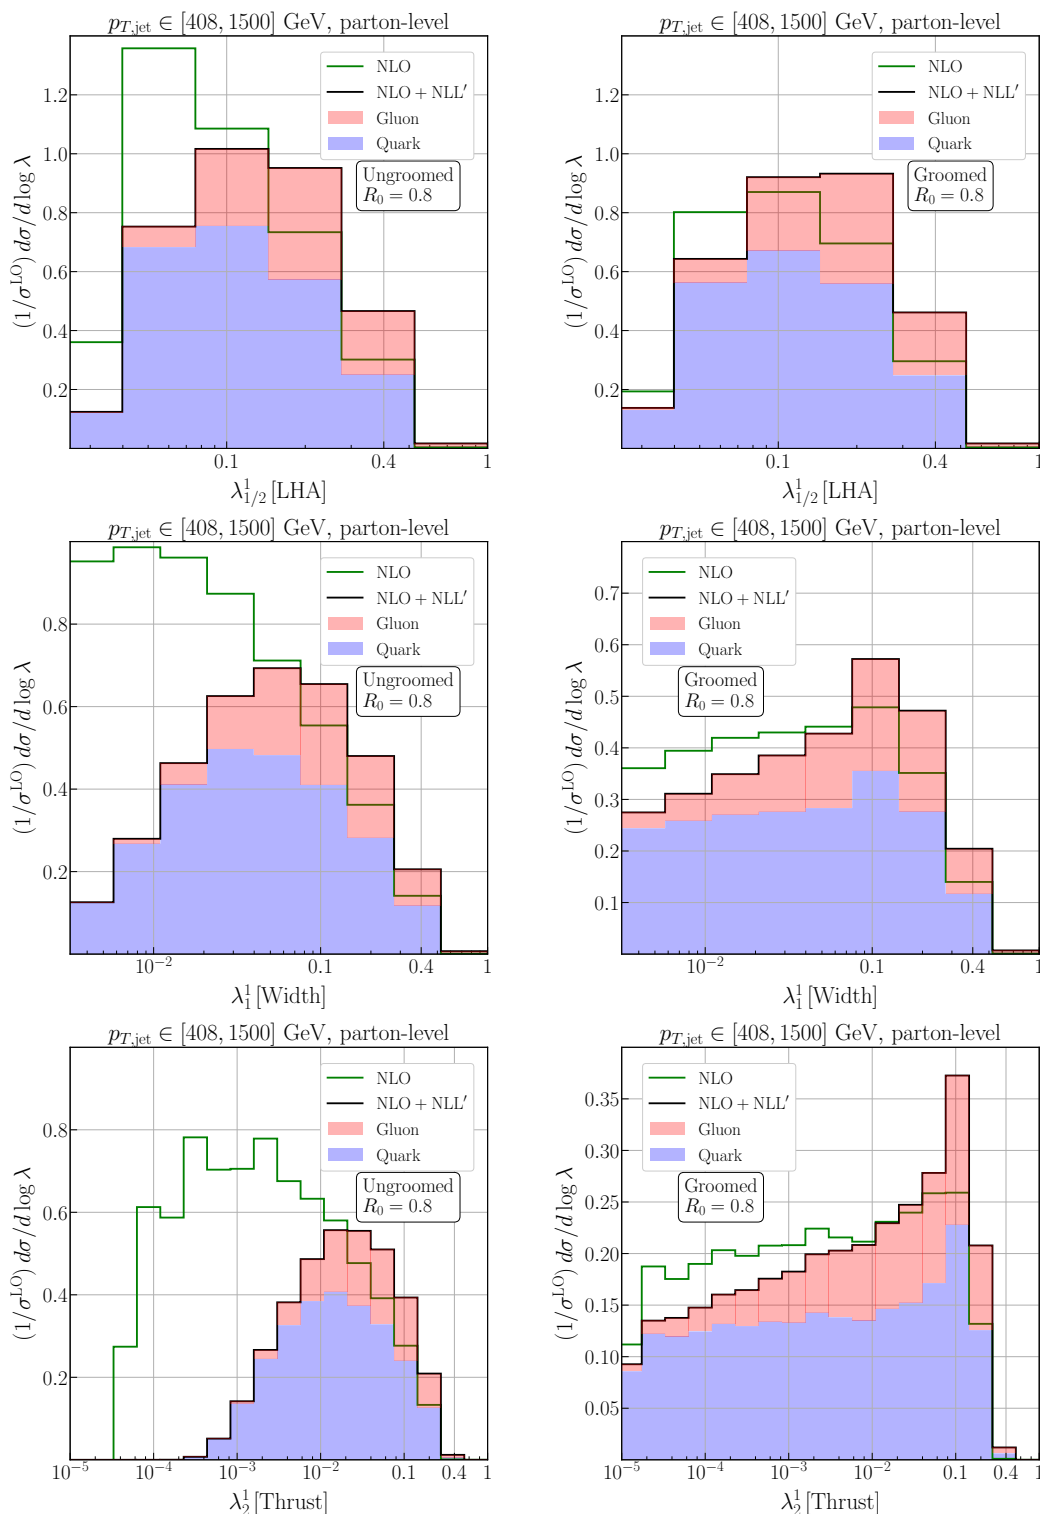 p_{T,jet} ∈ [408, 1500] GeV, parton-level
(1/σ^{LO}) dσ/d log λ
1.2
1.0
0.8
0.6
0.4
0.2
NLO
NLO + NLL′
Gluon
Quark
Ungroomed
R_0 = 0.8
0.1 0.4 1
λ^1_{1/2} [LHA]
p_{T,jet} ∈ [408, 1500] GeV, parton-level
(1/σ^{LO}) dσ/d log λ
1.2
1.0
0.8
0.6
0.4
0.2
NLO
NLO + NLL′
Gluon
Quark
Groomed
R_0 = 0.8
0.1 0.4 1
λ^1_{1/2} [LHA]
p_{T,jet} ∈ [408, 1500] GeV, parton-level
(1/σ^{LO}) dσ/d log λ
0.8
0.6
0.4
0.2
NLO
NLO + NLL′
Gluon
Quark
Ungroomed
R_0 = 0.8
10^{-2} 0.1 0.4 1
λ^1_1 [Width]
p_{T,jet} ∈ [408, 1500] GeV, parton-level
(1/σ^{LO}) dσ/d log λ
0.7
0.6
0.5
0.4
0.3
0.2
0.1
NLO
NLO + NLL′
Gluon
Quark
Groomed
R_0 = 0.8
10^{-2} 0.1 0.4 1
λ^1_1 [Width]
p_{T,jet} ∈ [408, 1500] GeV, parton-level
(1/σ^{LO}) dσ/d log λ
0.8
0.6
0.4
0.2
NLO
NLO + NLL′
Gluon
Quark
Ungroomed
R_0 = 0.8
10^{-5} 10^{-4} 10^{-3} 10^{-2} 0.1 0.4 1
λ^1_2 [Thrust]
p_{T,jet} ∈ [408, 1500] GeV, parton-level
(1/σ^{LO}) dσ/d log λ
0.35
0.30
0.25
0.20
0.15
0.10
0.05
NLO
NLO + NLL′
Gluon
Quark
Groomed
R_0 = 0.8
10^{-5} 10^{-4} 10^{-3} 10^{-2} 0.1 0.4 1
λ^1_2 [Thrust]